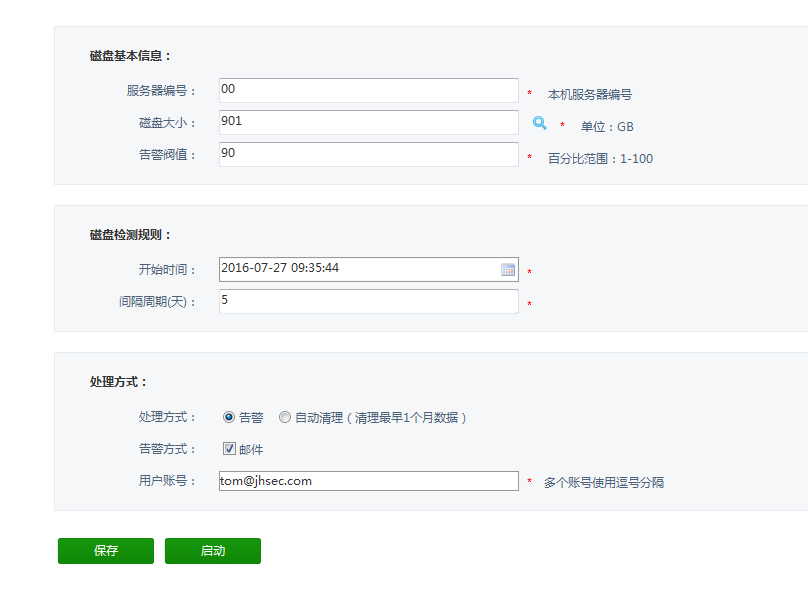 磁盘基本信息：
服务器编号： 00 * 本机服务器编号
磁盘大小： 901 * 单位：GB
告警阀值： 90 * 百分比范围：1-100
磁盘检测规则：
开始时间： 2016-07-27 09:35:44 *
间隔周期(天)： 5 *
处理方式：
处理方式： 告警 自动清理（清理最早1个月数据）
告警方式： 邮件
用户账号： tom@jhsec.com * 多个账号使用逗号分隔
保存 启动